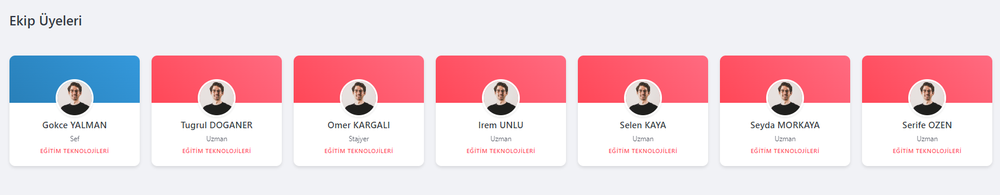 Ekip Üyeleri
Gokce YALMAN
Sef
EĞİTİM TEKNOLOJİLERİ
Tugrul DOGANER
Uzman
EĞİTİM TEKNOLOJİLERİ
Omer KARGALI
Stajyer
EĞİTİM TEKNOLOJİLERİ
Irem UNLU
Uzman
EĞİTİM TEKNOLOJİLERİ
Selen KAYA
Uzman
EĞİTİM TEKNOLOJİLERİ
Seyda MORKAYA
Uzman
EĞİTİM TEKNOLOJİLERİ
Serife OZEN
Uzman
EĞİTİM TEKNOLOJİLERİ